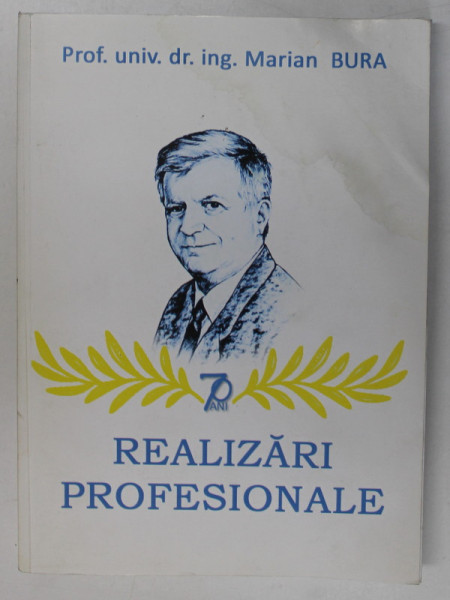 Prof. univ. dr. ing. Marian BURA
70
ANI
REALIZĂRI
PROFESIONALE